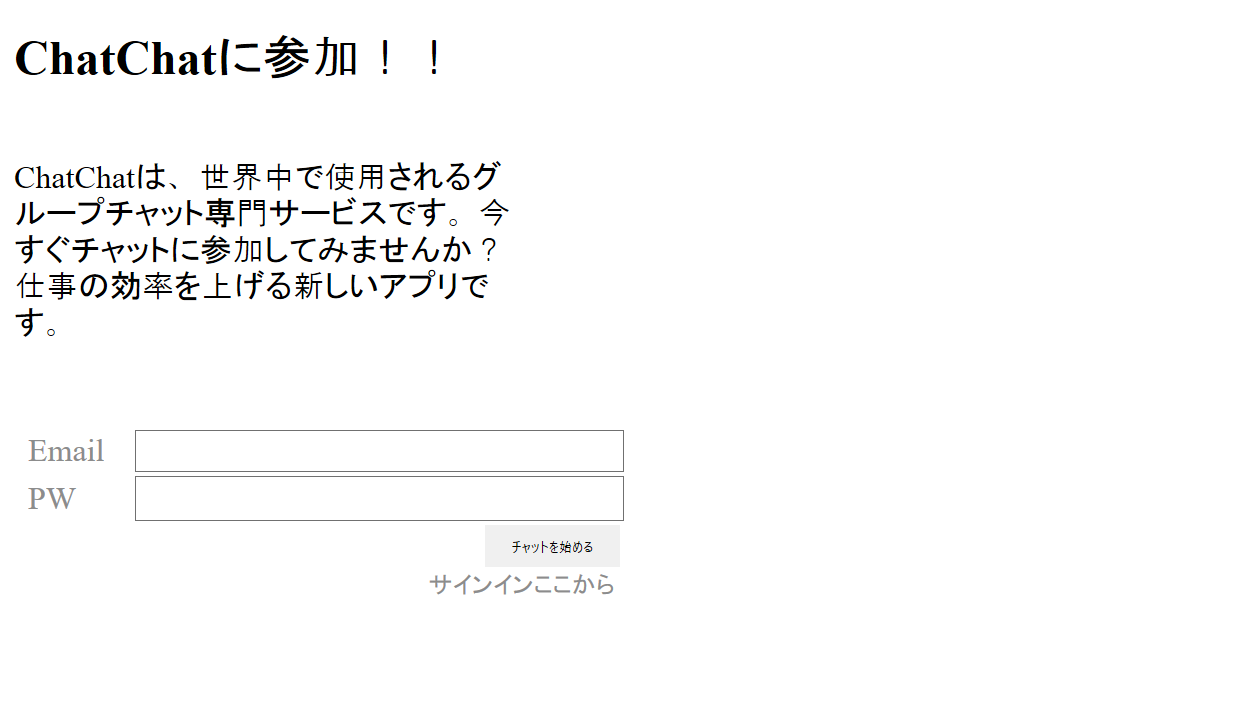 ChatChatに参加！！
ChatChatは、世界中で使用されるグ
ループチャット専門サービスです。今
すぐチャットに参加してみませんか？
仕事の効率を上げる新しいアプリで
す。
Email
PW
チャットを始める
サインインここから